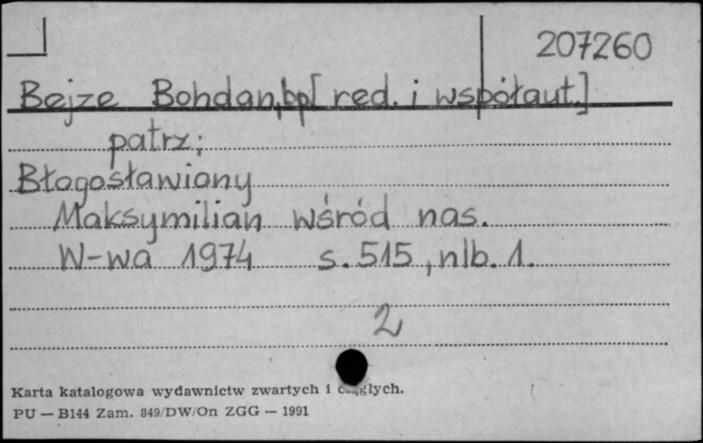 207260
Bejze Bohdan, bp [red. i współaut.]
patrz;
Błogosławiony
Maksymilian wśród nas.
W-wa 1974 s. 515, nlb. 1.
2
Karta katalogowa wydawnictw zwartych i ciągłych.
PU — B144 Zam. 849/DW/On ZGG — 1991